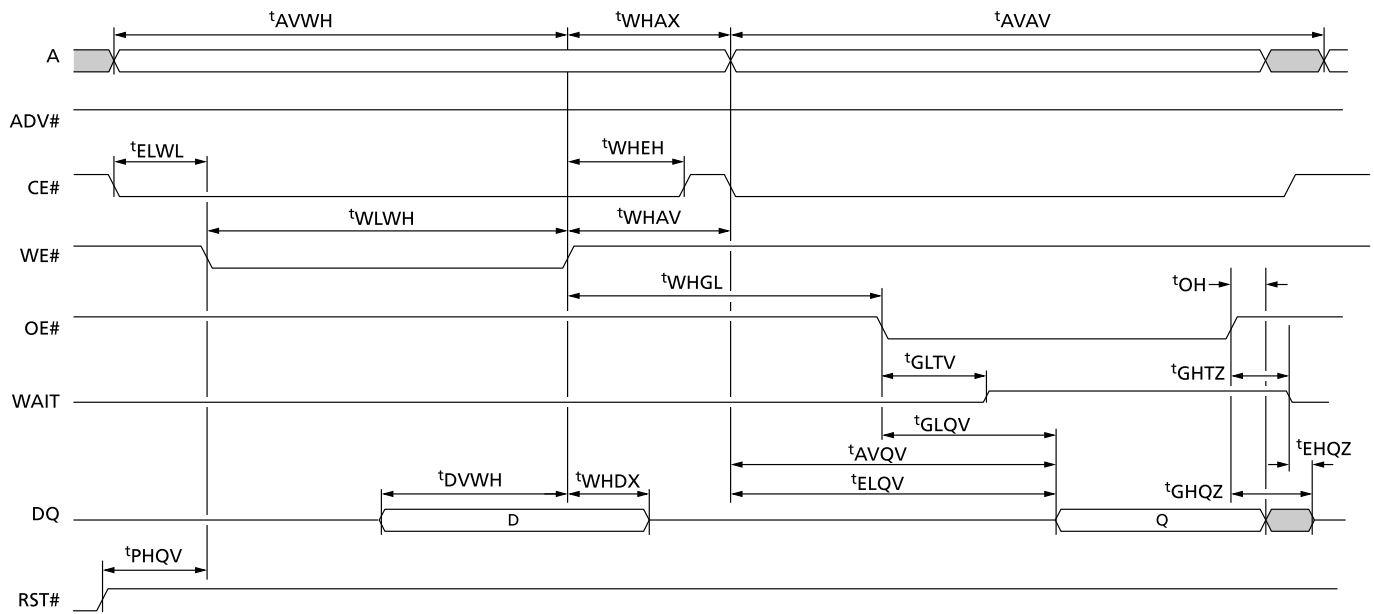 tAVWH tWHAX tAVAV
A
ADV#
tELWL tWHEH
CE#
tWLWH tWHAV
WE#
tWHGL tOH
OE#
tGLTV tGHTZ
WAIT
tGLQV
tAVQV tEHQZ
tDVWH tWHDX tELQV tGHQZ
DQ D Q
tPHQV
RST#